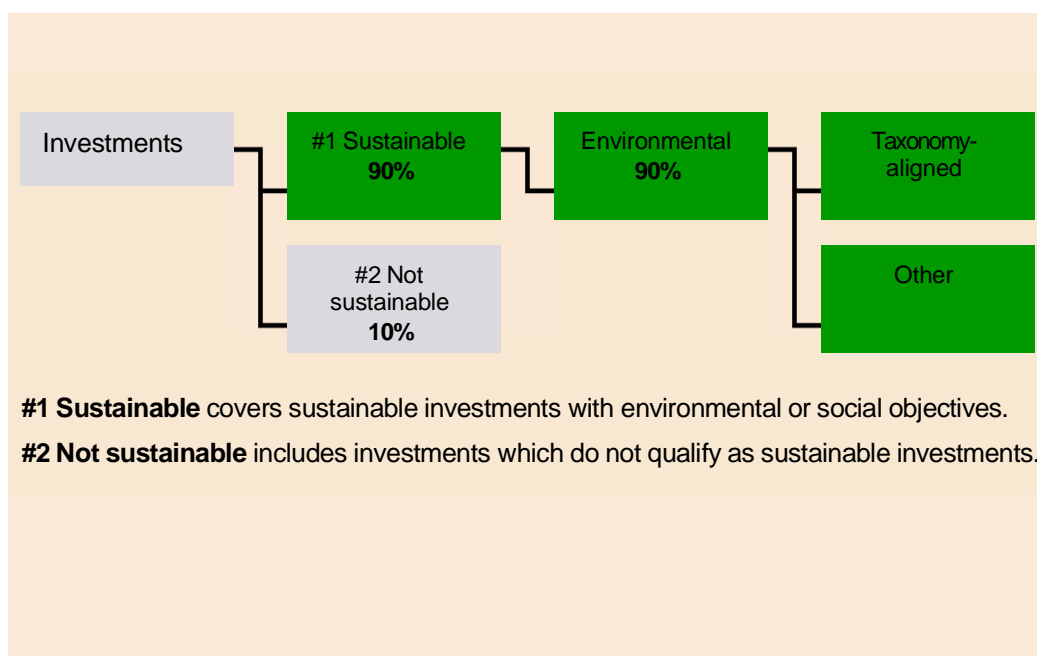 Investments
#1 Sustainable
90%
Environmental
90%
Taxonomy-
aligned
#2 Not
sustainable
10%
Other
#1 Sustainable covers sustainable investments with environmental or social objectives.
#2 Not sustainable includes investments which do not qualify as sustainable investments.